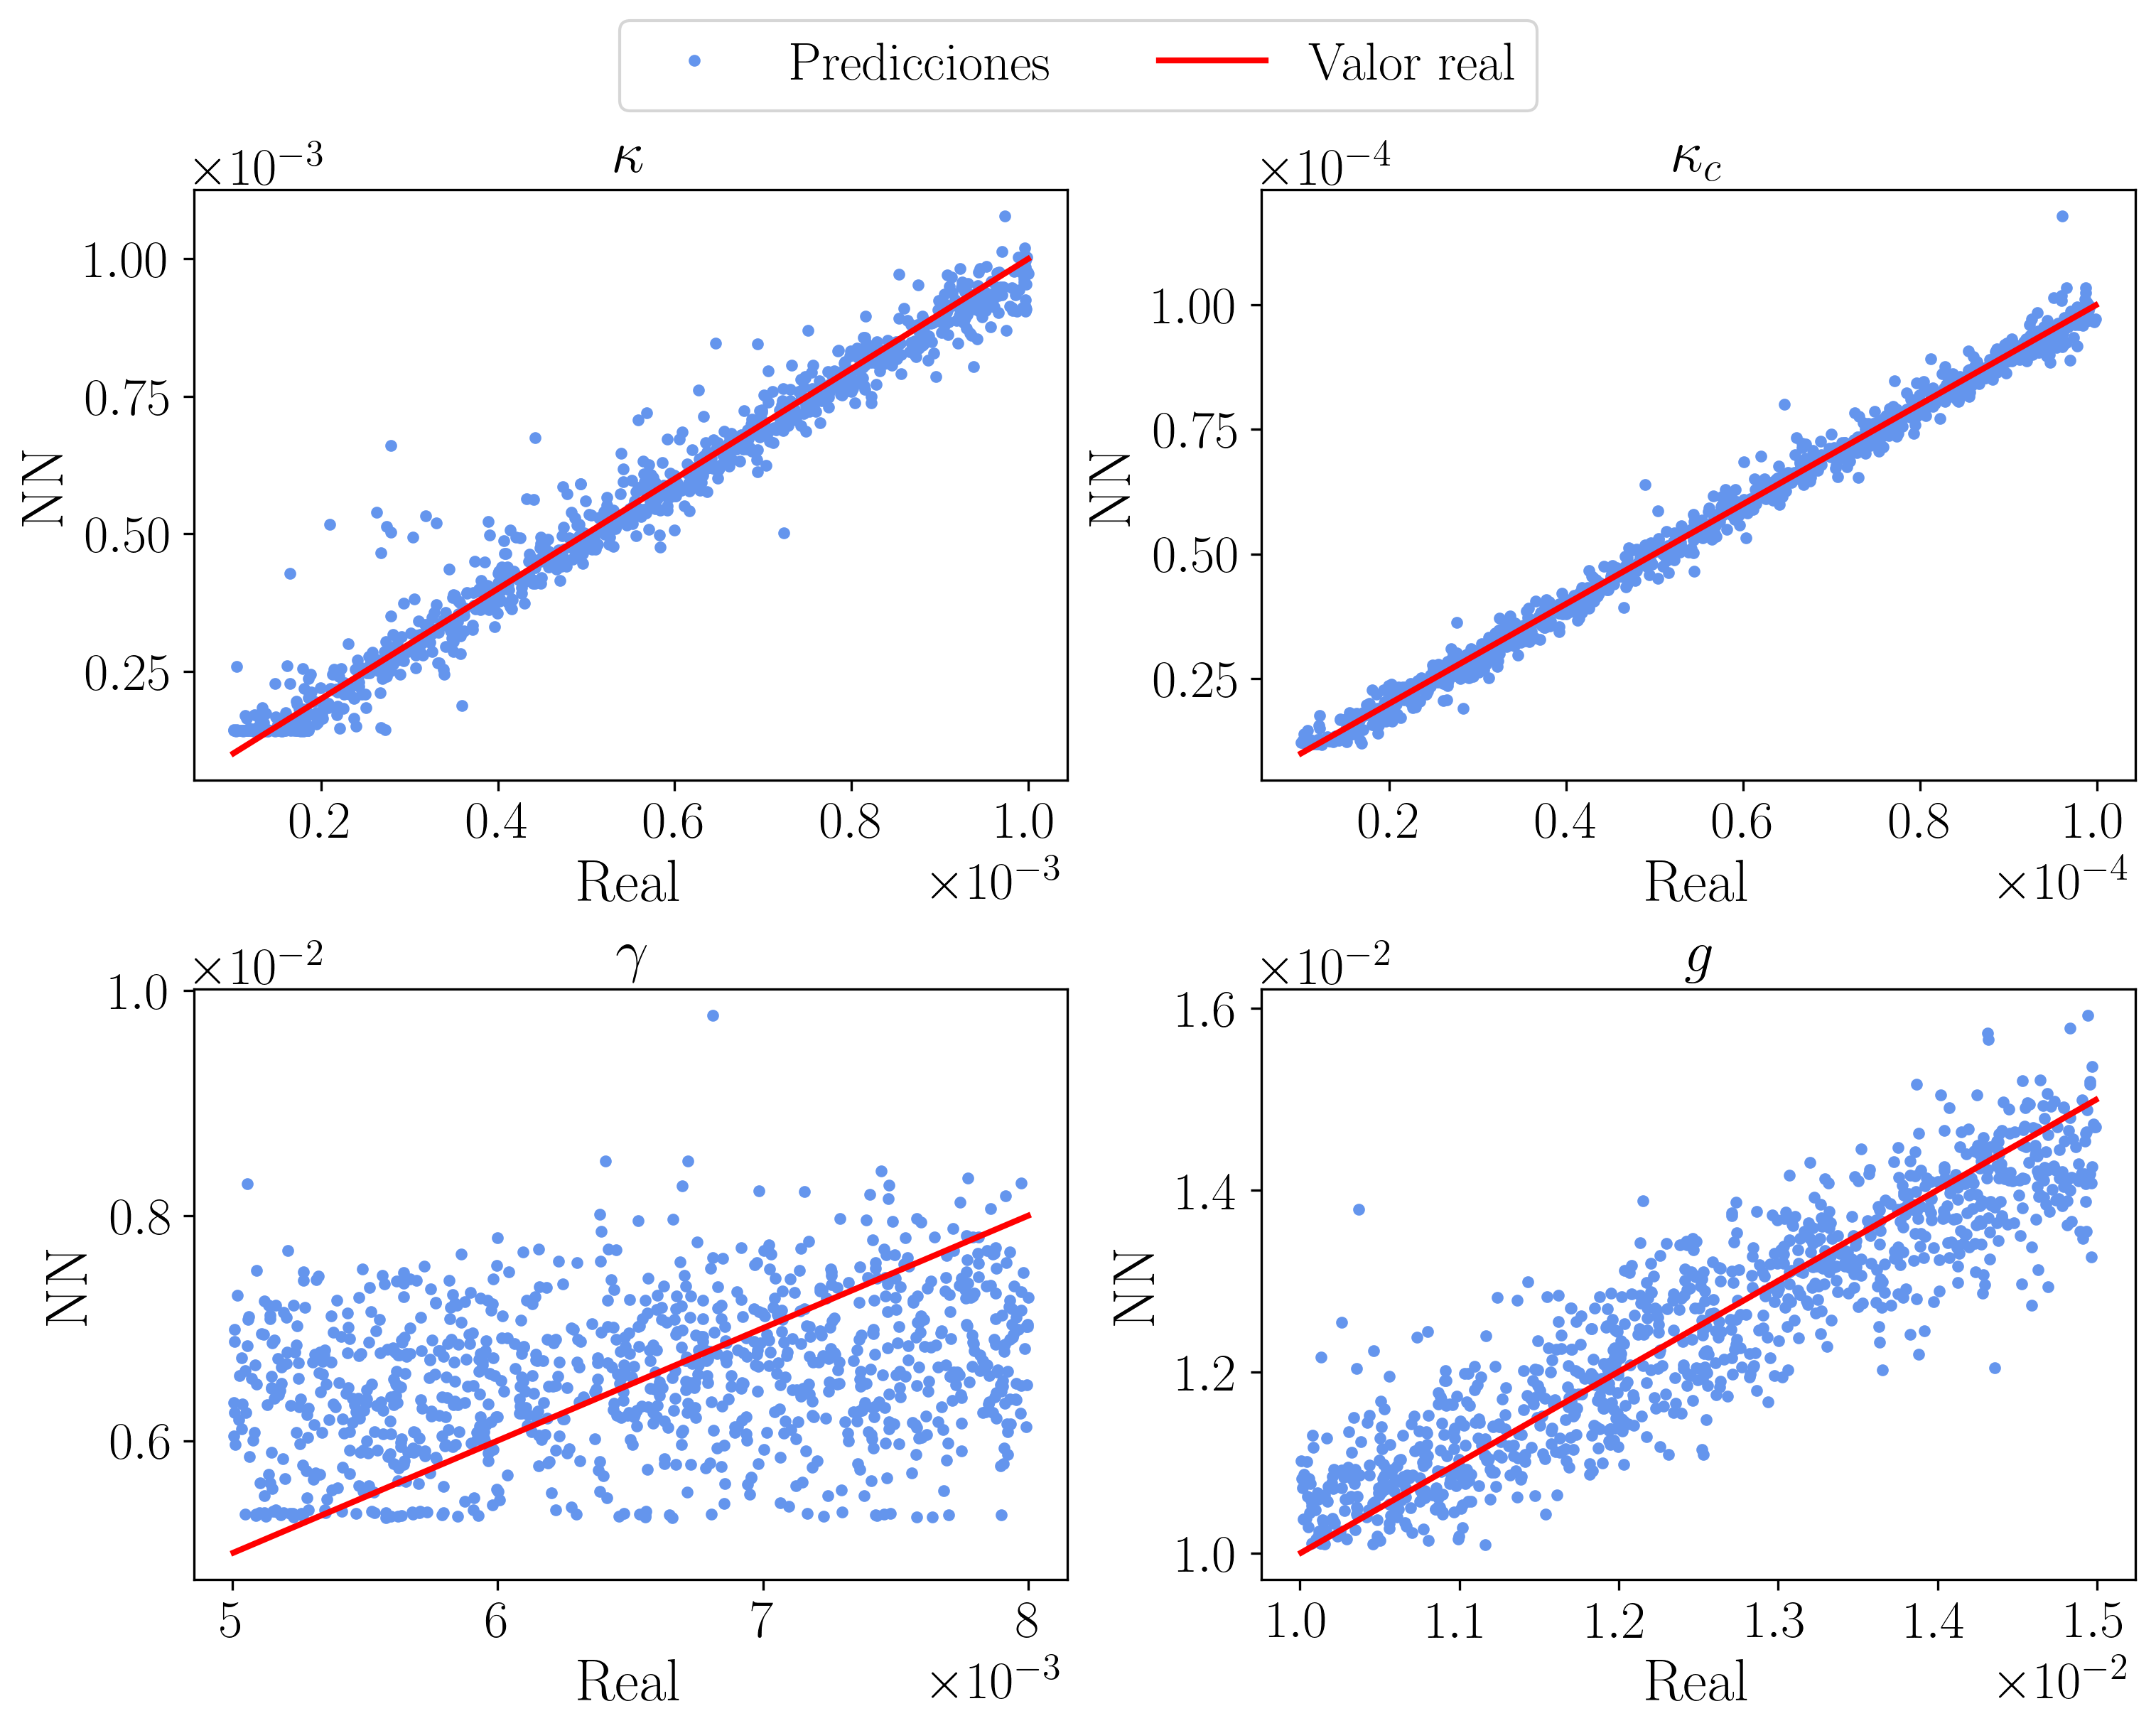 Predicciones Valor real
×10⁻³ κ
1.00
0.75
0.50
0.25
NN
0.2 0.4 0.6 0.8 1.0
Real ×10⁻³
×10⁻⁴ κ_c
1.00
0.75
0.50
0.25
NN
0.2 0.4 0.6 0.8 1.0
Real ×10⁻⁴
×10⁻² γ
1.0
0.8
0.6
NN
5 6 7 8
Real ×10⁻³
×10⁻² g
1.6
1.4
1.2
1.0
NN
1.0 1.1 1.2 1.3 1.4 1.5
Real ×10⁻²